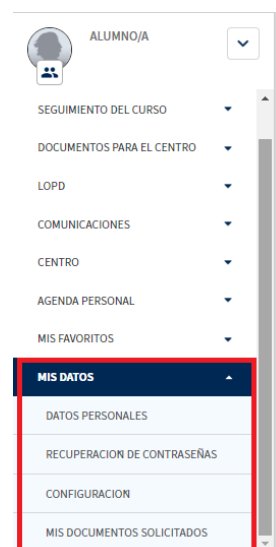 ALUMNO/A
SEGUIMIENTO DEL CURSO
DOCUMENTOS PARA EL CENTRO
LOPD
COMUNICACIONES
CENTRO
AGENDA PERSONAL
MIS FAVORITOS
MIS DATOS
DATOS PERSONALES
RECUPERACION DE CONTRASEÑAS
CONFIGURACION
MIS DOCUMENTOS SOLICITADOS